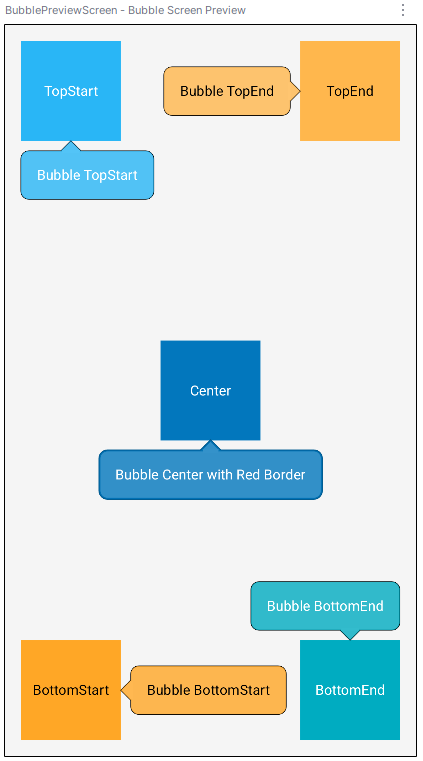 BubblePreviewScreen - Bubble Screen Preview
TopStart
Bubble TopEnd
TopEnd
Bubble TopStart
Center
Bubble Center with Red Border
Bubble BottomEnd
BottomStart
Bubble BottomStart
BottomEnd